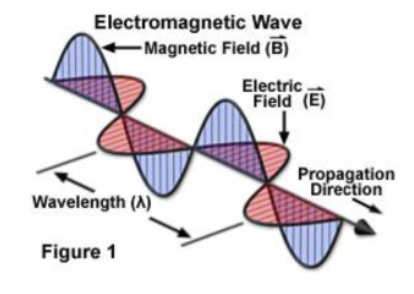 Electromagnetic Wave
Magnetic Field (B)
Electric
Field (E)
Propagation
Direction
Wavelength (λ)
Figure 1